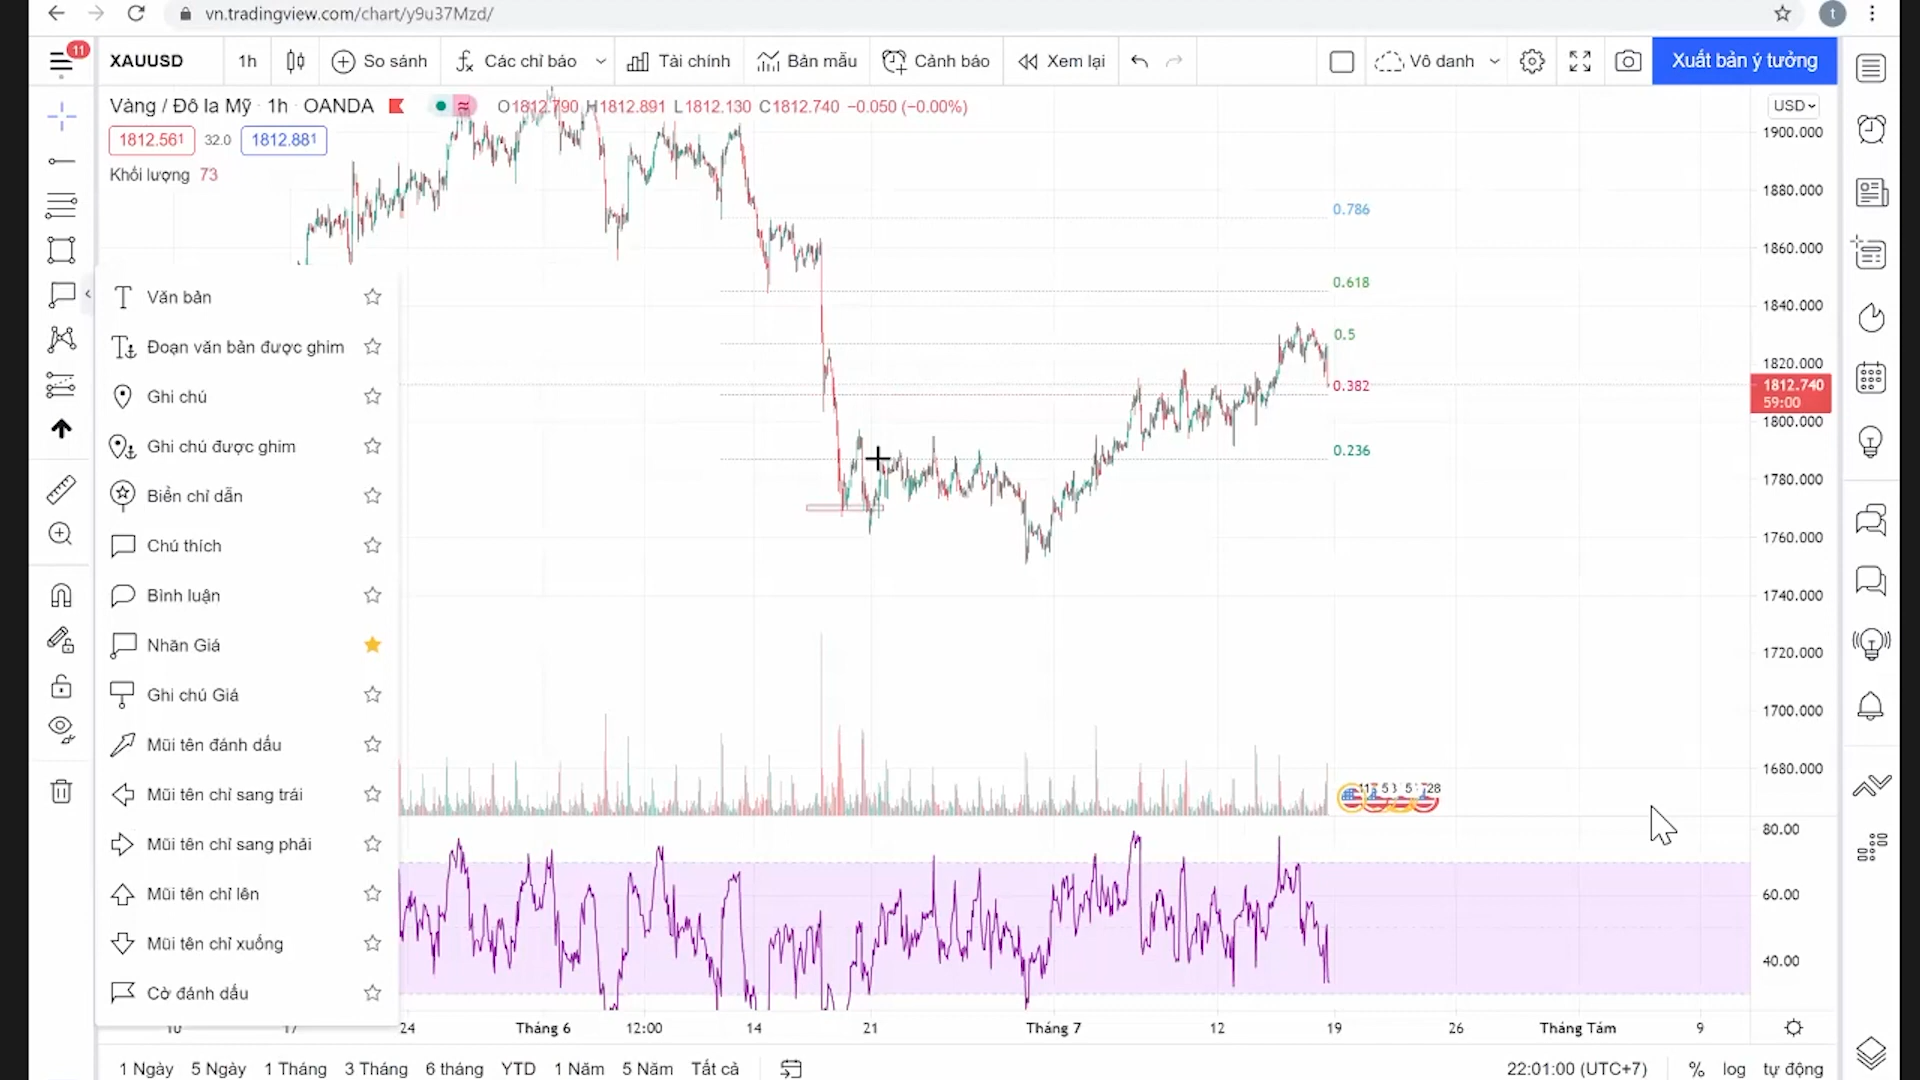 vn.tradingview.com/chart/y9u37Mzd/
t
11
XAUUSD
1h
So sánh
Các chỉ báo
Tài chính
Bản mẫu
Cảnh báo
Xem lại
Vô danh
Xuất bản ý tưởng
Vàng / Đô la Mỹ · 1h · OANDA
O1812.790 H1812.891 L1812.130 C1812.740 −0.050 (−0.00%)
USD
1812.561 32.0 1812.881
Khối lượng 73
1900.000
1880.000
1860.000
1840.000
1820.000
1812.740
59:00
1800.000
1780.000
1760.000
1740.000
1720.000
1700.000
1680.000
80.00
60.00
40.00
0.786
0.618
0.5
0.382
0.236
Văn bản
Đoạn văn bản được ghim
Ghi chú
Ghi chú được ghim
Biển chỉ dẫn
Chú thích
Bình luận
Nhãn Giá
Ghi chú Giá
Mũi tên đánh dấu
Mũi tên chỉ sang trái
Mũi tên chỉ sang phải
Mũi tên chỉ lên
Mũi tên chỉ xuống
Cờ đánh dấu
17 24 Tháng 6 12:00 14 21 Tháng 7 12 19 26 Tháng Tám 9
1 Ngày 5 Ngày 1 Tháng 3 Tháng 6 tháng YTD 1 Năm 5 Năm Tất cả
22:01:00 (UTC+7) % log tự động